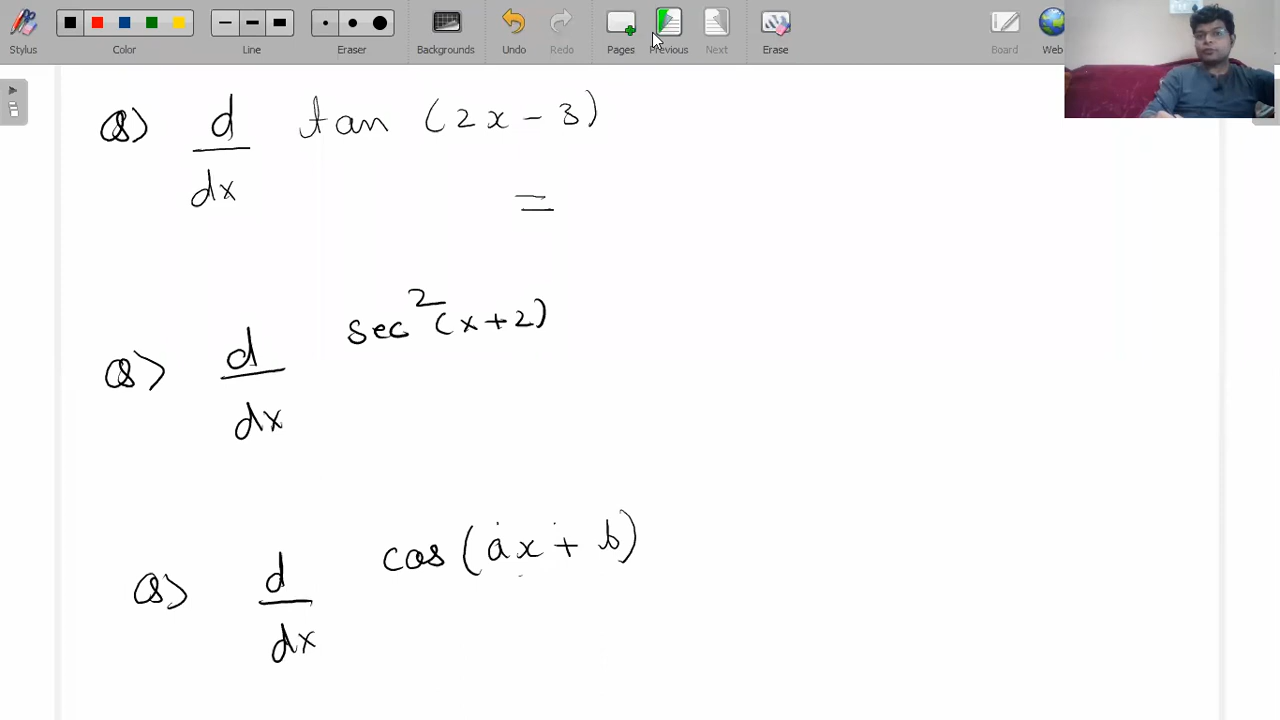 Stylus Color Line Eraser Backgrounds Undo Redo Pages Previous Next Erase Board Web
Q) d/dx tan (2x - 3)
=
Q> d/dx sec²(x+2)
Q> d/dx cos(ax + b)